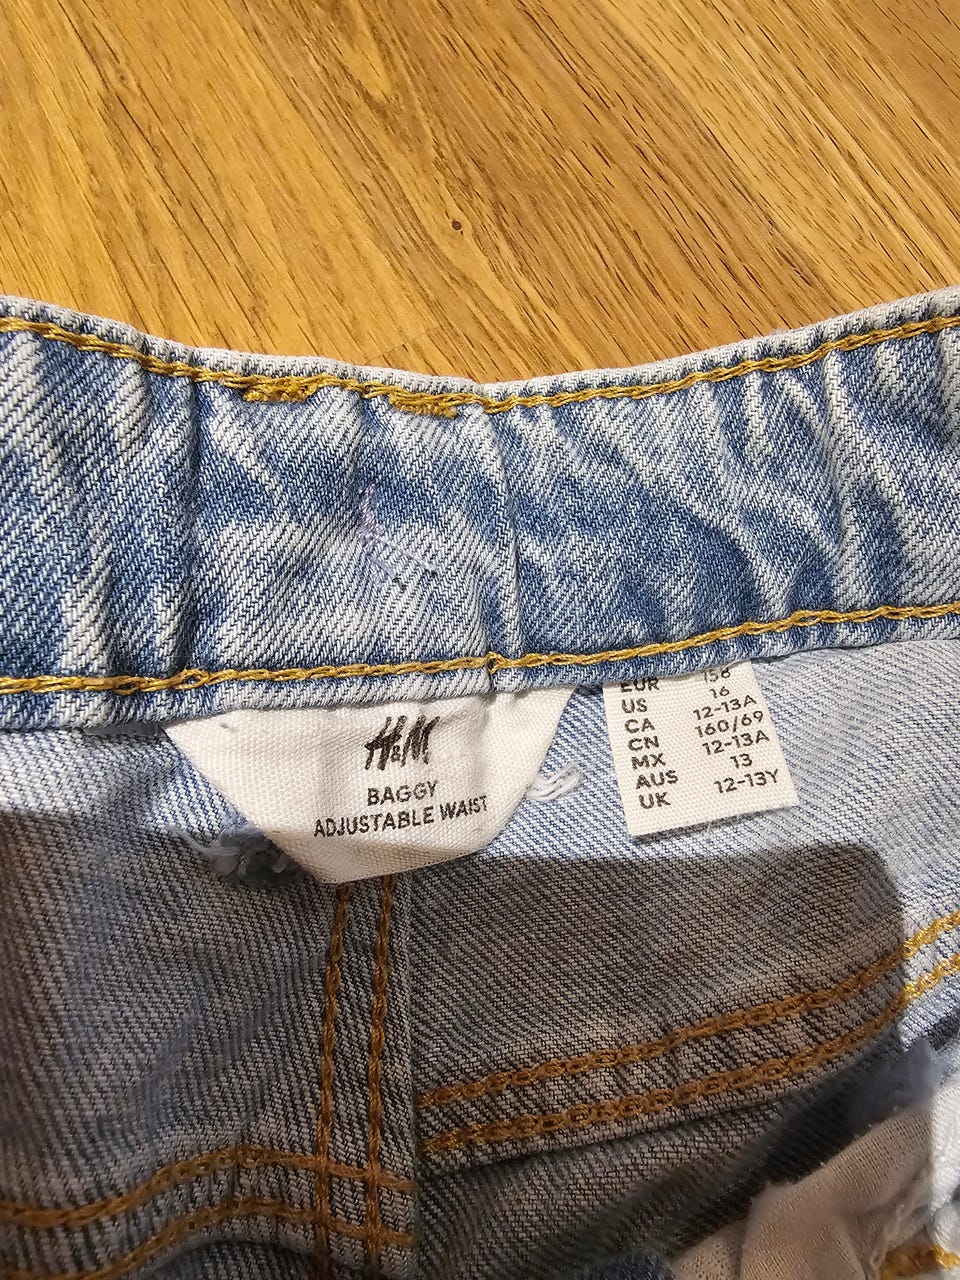 H&M
BAGGY
ADJUSTABLE WAIST
EUR 158
US 16
CA 12-13A
CN 160/69
MX 12-13A
AUS 13
UK 12-13Y